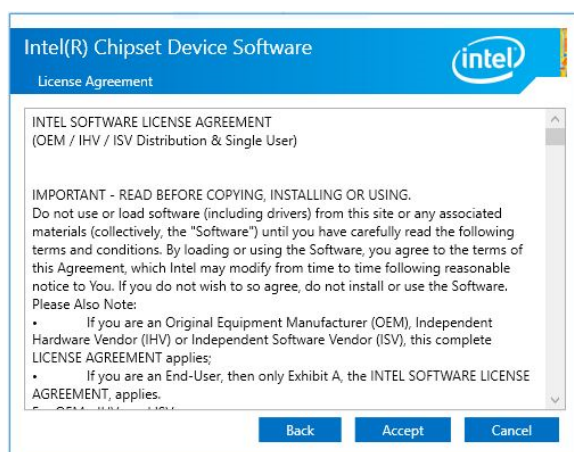 Intel(R) Chipset Device Software
intel
License Agreement
INTEL SOFTWARE LICENSE AGREEMENT
(OEM / IHV / ISV Distribution & Single User)
IMPORTANT - READ BEFORE COPYING, INSTALLING OR USING.
Do not use or load software (including drivers) from this site or any associated
materials (collectively, the "Software") until you have carefully read the following
terms and conditions. By loading or using the Software, you agree to the terms of
this Agreement, which Intel may modify from time to time following reasonable
notice to You. If you do not wish to so agree, do not install or use the Software.
Please Also Note:
• If you are an Original Equipment Manufacturer (OEM), Independent
Hardware Vendor (IHV) or Independent Software Vendor (ISV), this complete
LICENSE AGREEMENT applies;
• If you are an End-User, then only Exhibit A, the INTEL SOFTWARE LICENSE
AGREEMENT, applies.
Back Accept Cancel